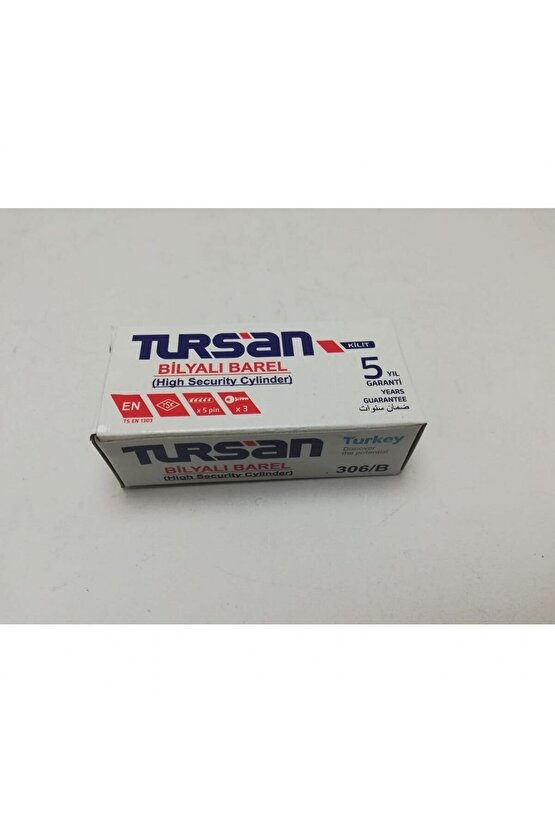 TURSAN
KİLİT
BİLYALI BAREL
(High Security Cylinder)
5 YIL
GARANTİ
YEARS
GUARANTEE
ضمان سنوات
EN
TSE
x 5 pin
x 3
TS EN 1303
TURSAN
BİLYALI BAREL
(High Security Cylinder)
Turkey
Discover
the potential
306/B